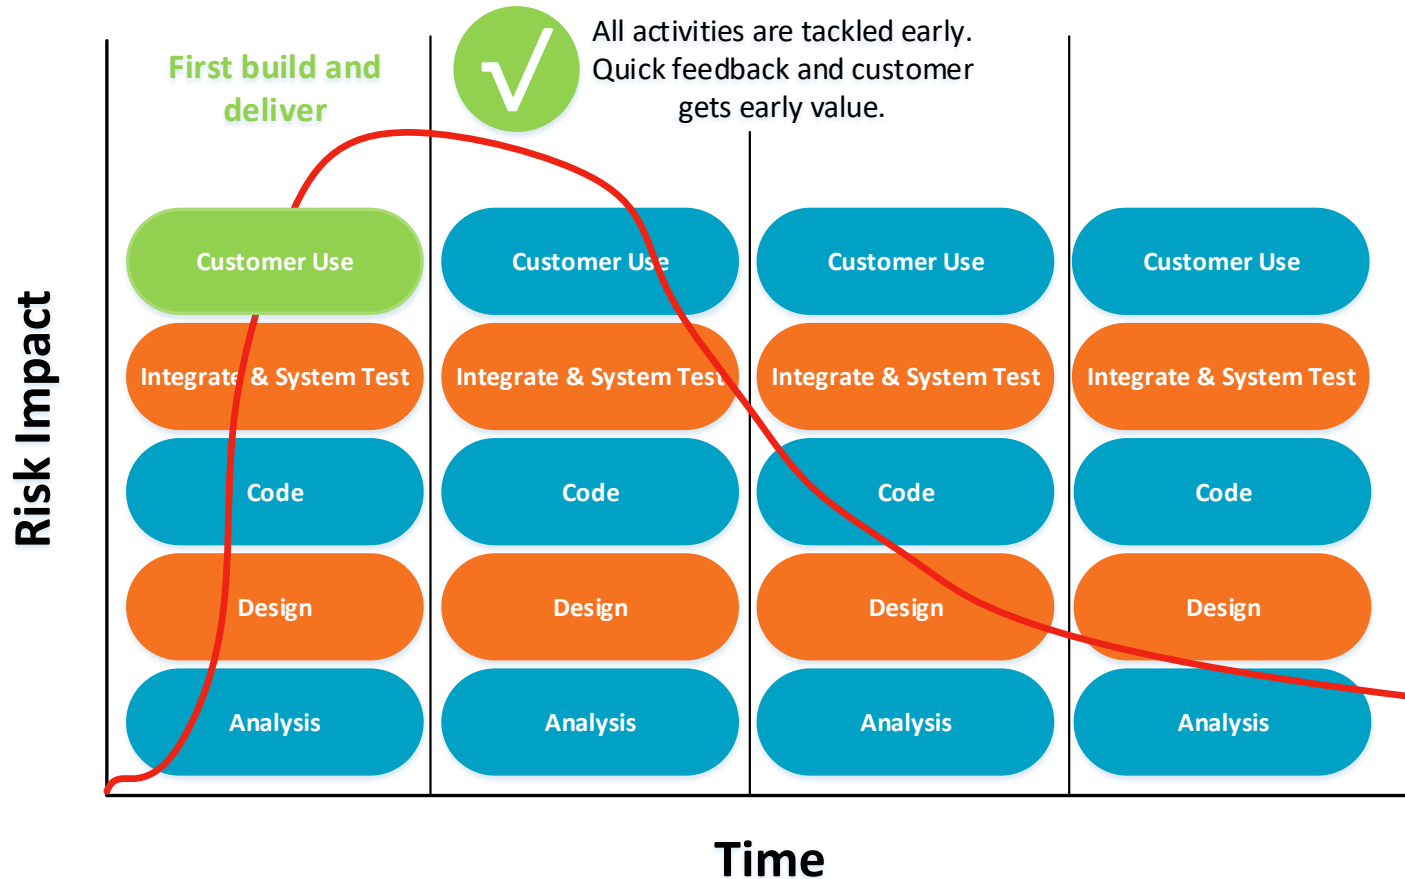 First build and
deliver
All activities are tackled early.
Quick feedback and customer
gets early value.
Risk Impact
Customer Use
Customer Use
Customer Use
Customer Use
Integrate & System Test
Integrate & System Test
Integrate & System Test
Integrate & System Test
Code
Code
Code
Code
Design
Design
Design
Design
Analysis
Analysis
Analysis
Analysis
Time